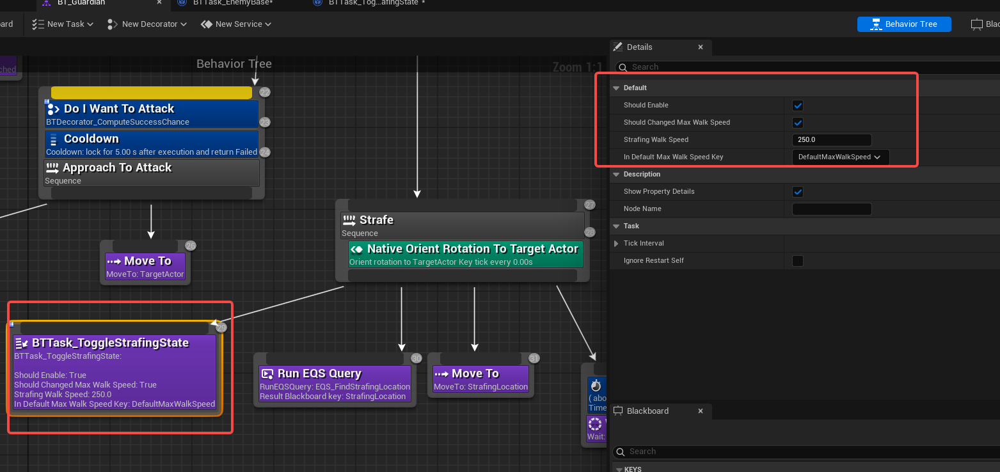 BT_Guardian
BTTask_EnemyBase*
BTTask_Tog...afingState *
ard
New Task
New Decorator
New Service
Behavior Tree
Blac
ched
Behavior Tree
Zoom 1:1
22
Do I Want To Attack
BTDecorator_ComputeSuccessChance
23
Cooldown
Cooldown: lock for 5.00 s after execution and return Failed
24
Approach To Attack
Sequence
26
Move To
MoveTo: TargetActor
27
Strafe
Sequence
28
Native Orient Rotation To Target Actor
Orient rotation to TargetActor Key tick every 0.00s
29
BTTask_ToggleStrafingState
BTTask_ToggleStrafingState:
Should Enable: True
Should Changed Max Walk Speed: True
Strafing Walk Speed: 250.0
In Default Max Walk Speed Key: DefaultMaxWalkSpeed
30
Run EQS Query
RunEQSQuery: EQS_FindStrafingLocation
Result Blackboard key: StrafingLocation
31
Move To
MoveTo: StrafingLocation
( abo
Time
Wait:
Details
Search
Default
Should Enable
Should Changed Max Walk Speed
Strafing Walk Speed 250.0
In Default Max Walk Speed Key DefaultMaxWalkSpeed
Description
Show Property Details
Node Name
Task
Tick Interval
Ignore Restart Self
Blackboard
Search
KEYS